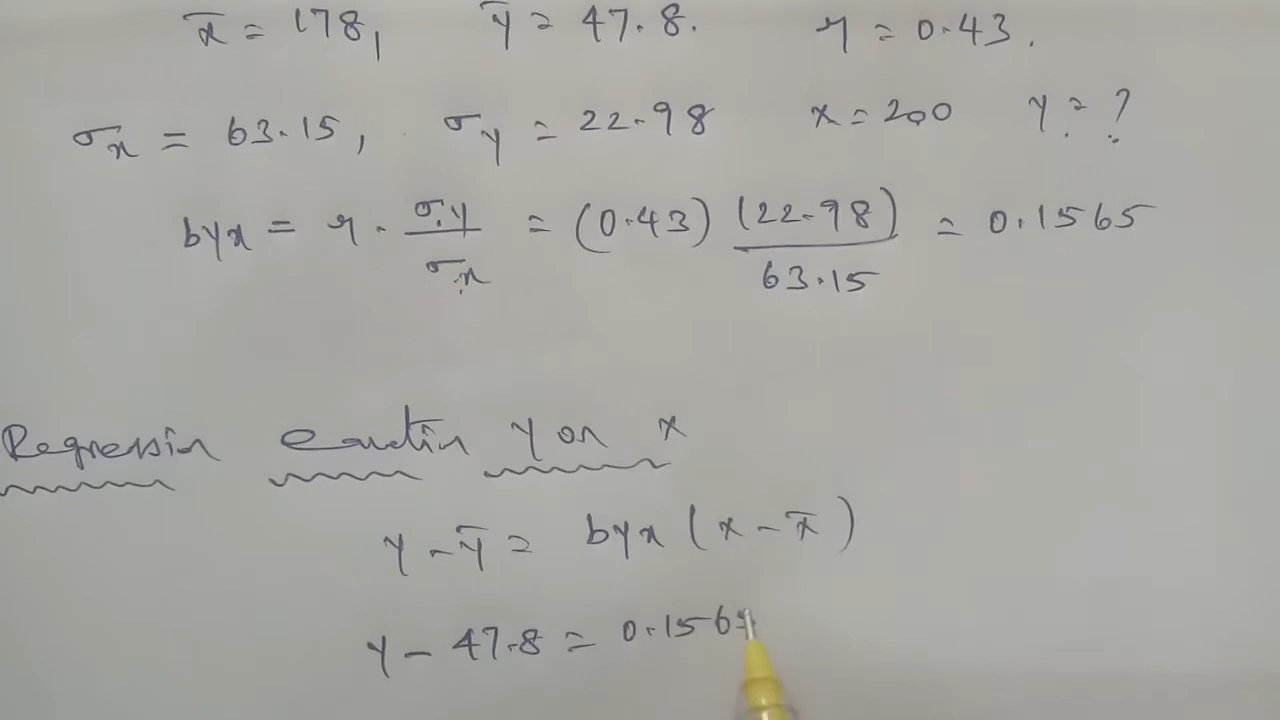 x̄ = 178, ȳ = 47.8. r = 0.43.
σx = 63.15, σy = 22.98 x = 200 y = ?
byx = r · σy/σx = (0.43) (22.98)/63.15 = 0.1565
Regression equation y on x
y - ȳ = byx (x - x̄)
y - 47.8 = 0.1565